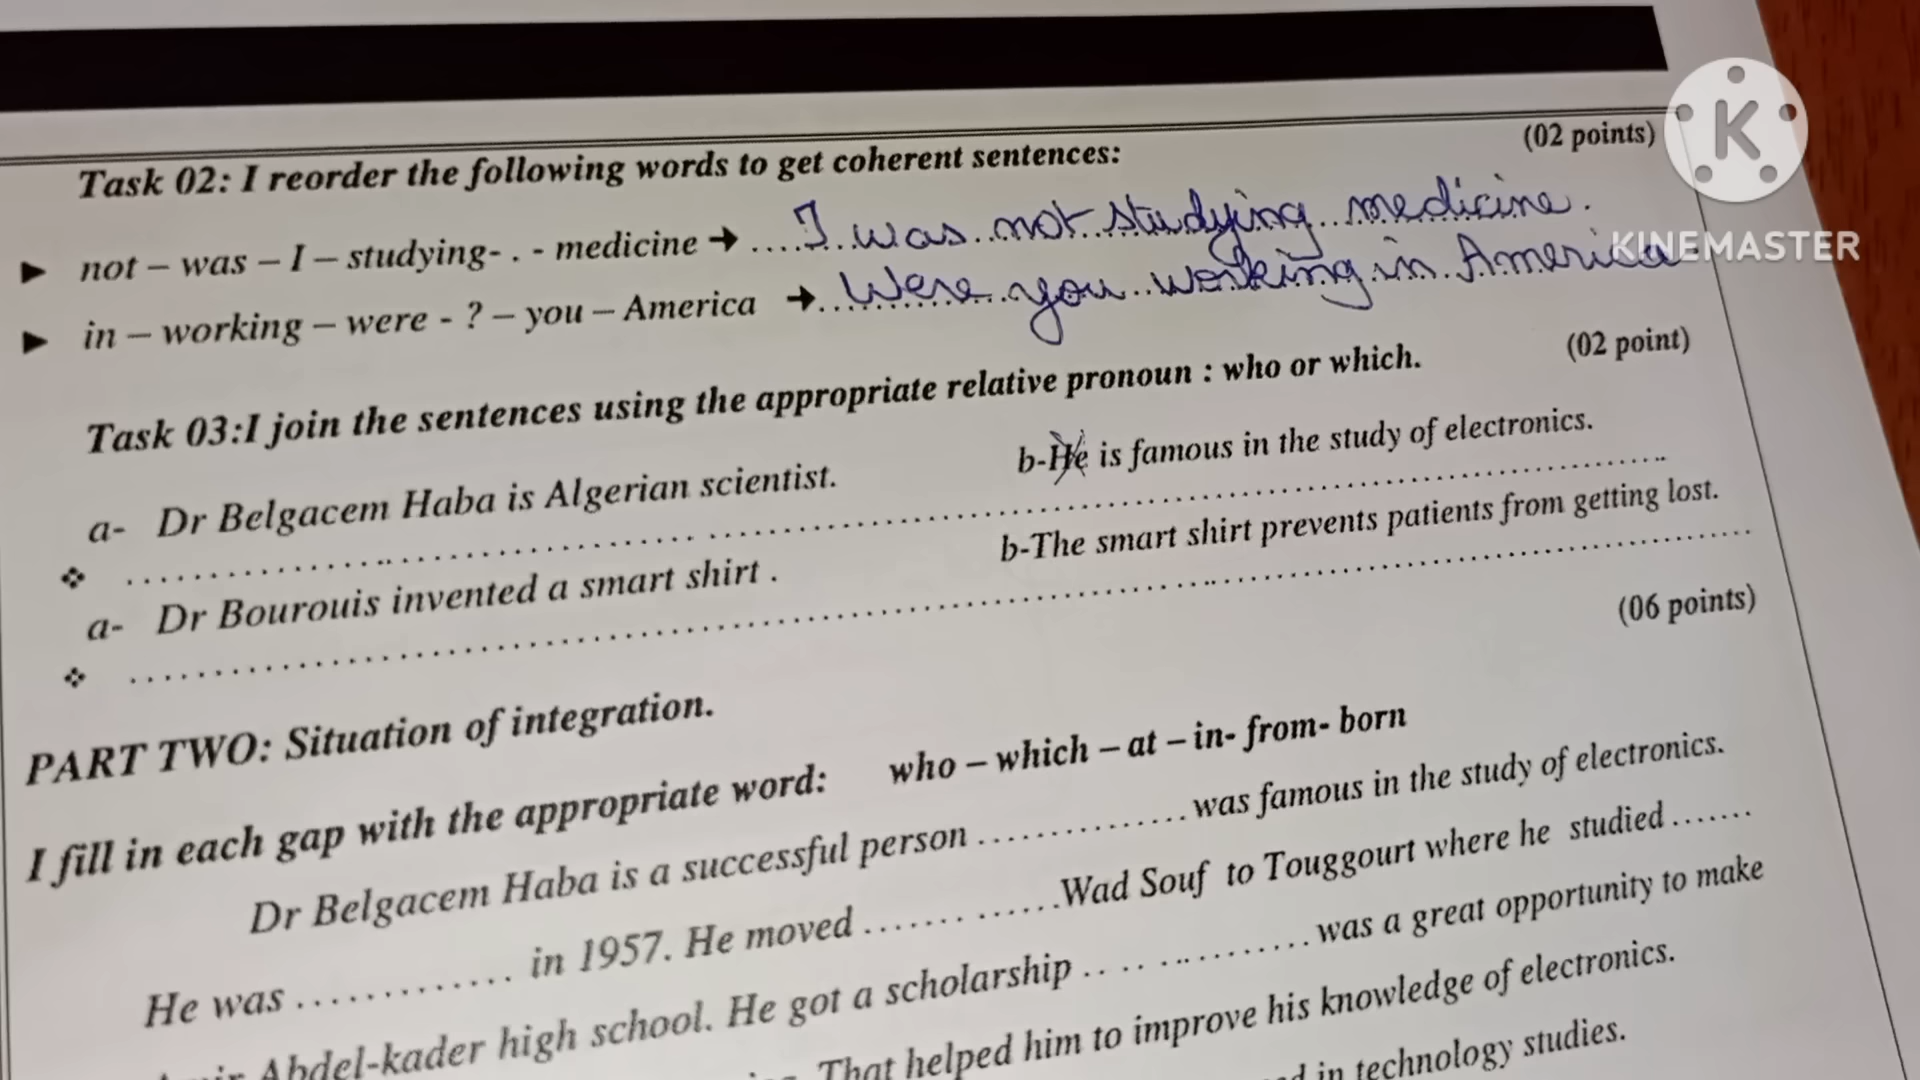 Task 02: I reorder the following words to get coherent sentences: (02 points)
► not – was – I – studying- . - medicine ➔ ....I was not studying medicine.
► in – working – were - ? – you – America ➔ ....Were you working in America
KINEMASTER
Task 03:I join the sentences using the appropriate relative pronoun : who or which. (02 point)
a- Dr Belgacem Haba is Algerian scientist. b-He is famous in the study of electronics.
❖ ........................................
a- Dr Bourouis invented a smart shirt . b-The smart shirt prevents patients from getting lost.
❖ ........................................
(06 points)
PART TWO: Situation of integration.
I fill in each gap with the appropriate word: who – which – at – in- from- born
Dr Belgacem Haba is a successful person ............... was famous in the study of electronics.
He was ............. in 1957. He moved ............. Wad Souf to Touggourt where he studied .......
Abdel-kader high school. He got a scholarship ............... was a great opportunity to make
That helped him to improve his knowledge of electronics.
in technology studies.